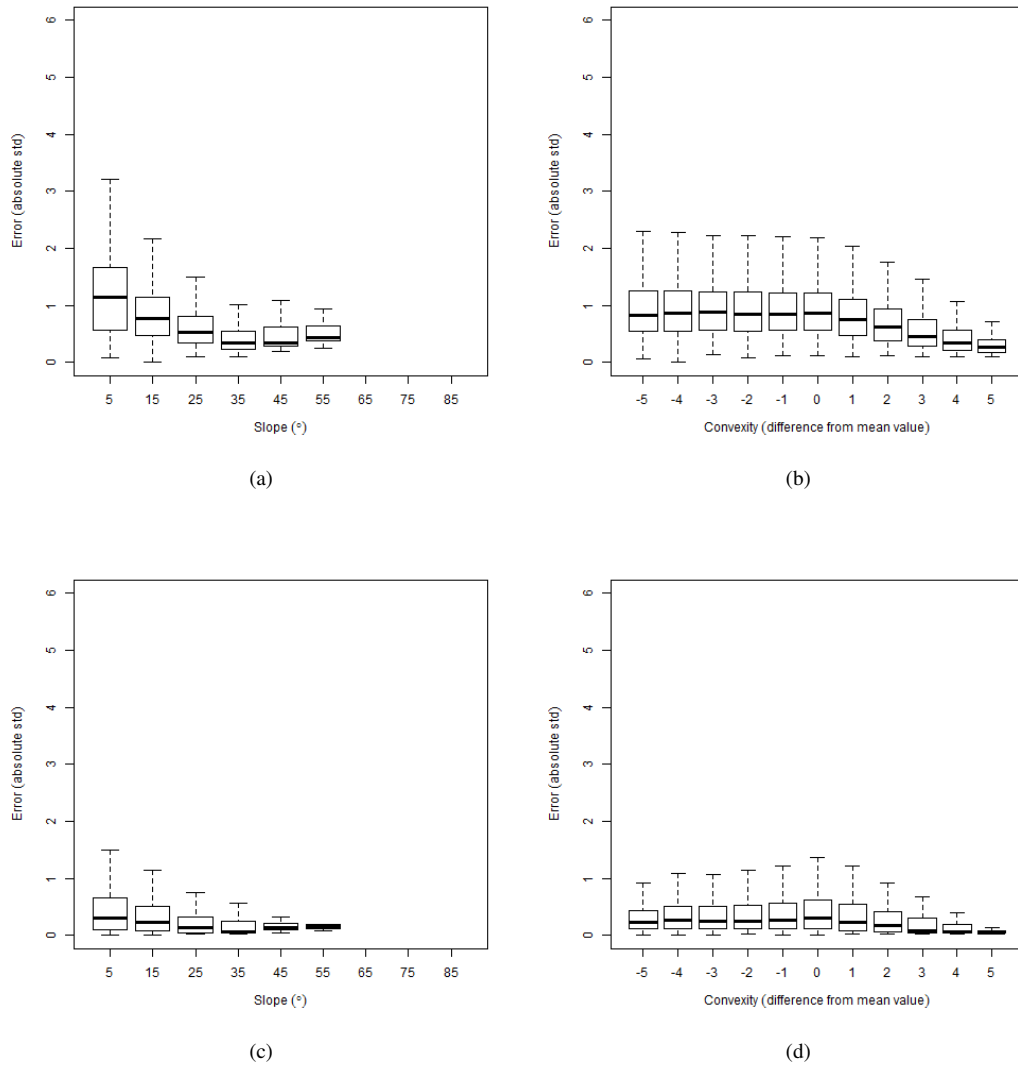 Error (absolute std)
6
5
4
3
2
1
0
5 15 25 35 45 55 65 75 85
Slope (°)
(a)
Error (absolute std)
6
5
4
3
2
1
0
-5 -4 -3 -2 -1 0 1 2 3 4 5
Convexity (difference from mean value)
(b)
Error (absolute std)
6
5
4
3
2
1
0
5 15 25 35 45 55 65 75 85
Slope (°)
(c)
Error (absolute std)
6
5
4
3
2
1
0
-5 -4 -3 -2 -1 0 1 2 3 4 5
Convexity (difference from mean value)
(d)